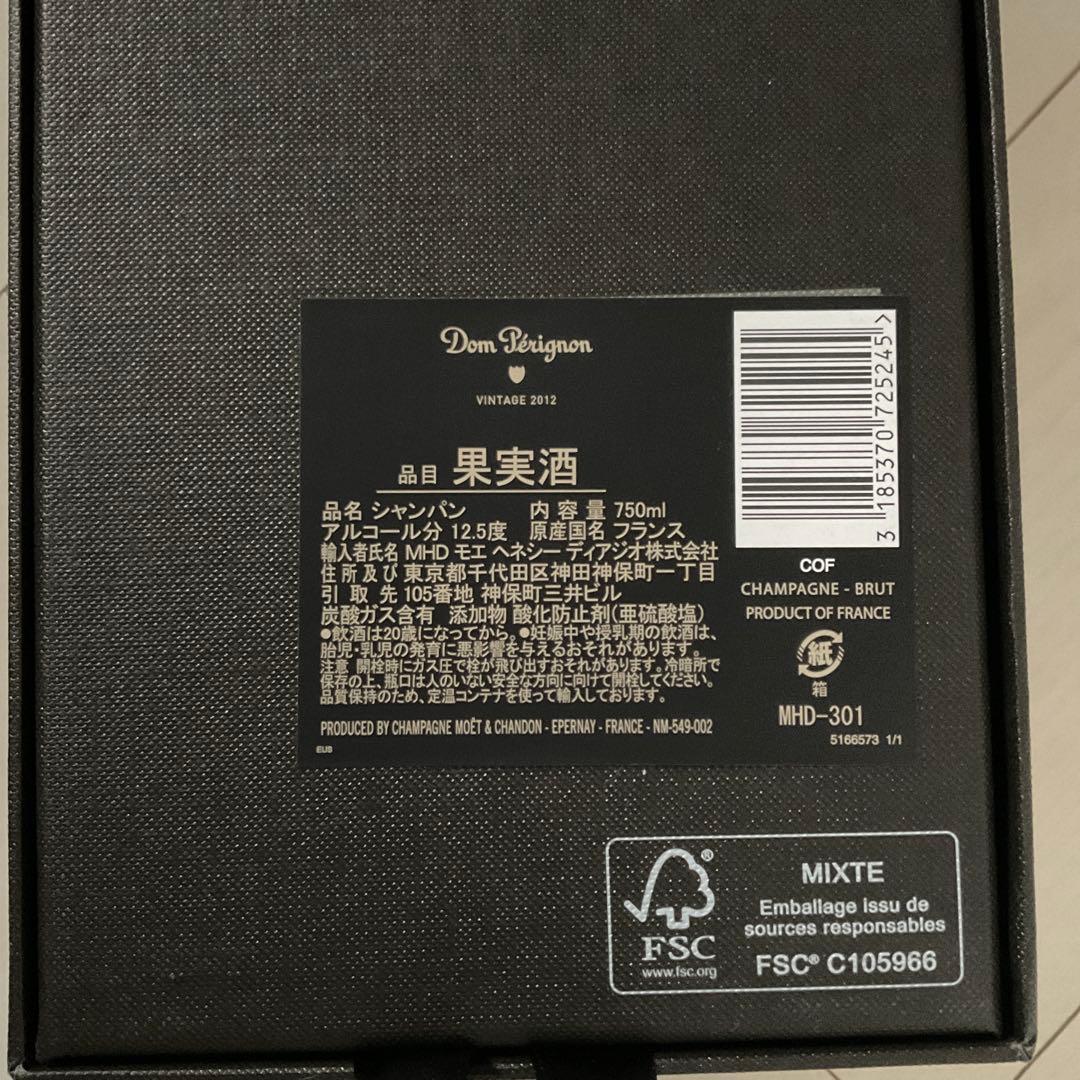 Dom Pérignon
VINTAGE 2012
品目 果実酒
品名 シャンパン 内容量 750ml
アルコール分 12.5度 原産国名 フランス
輸入者氏名 MHD モエ ヘネシー ディアジオ株式会社
住所及び 東京都千代田区神田神保町一丁目
引取先 105番地 神保町三井ビル
炭酸ガス含有 添加物 酸化防止剤(亜硫酸塩)
●飲酒は20歳になってから。●妊娠中や授乳期の飲酒は、
胎児・乳児の発育に悪影響を与えるおそれがあります。
注意 開栓時にガス圧で栓が飛び出すおそれがあります。冷暗所で
保存の上、瓶口は人のいない安全な方向に向けて開栓してください。
品質保持のため、定温コンテナを使って輸入しております。
PRODUCED BY CHAMPAGNE MOËT & CHANDON - EPERNAY - FRANCE - NM-549-002
EUS
3 185370 725245 >
COF
CHAMPAGNE - BRUT
PRODUCT OF FRANCE
紙
箱
MHD-301
5166573 1/1
FSC®
www.fsc.org
MIXTE
Emballage issu de
sources responsables
FSC® C105966